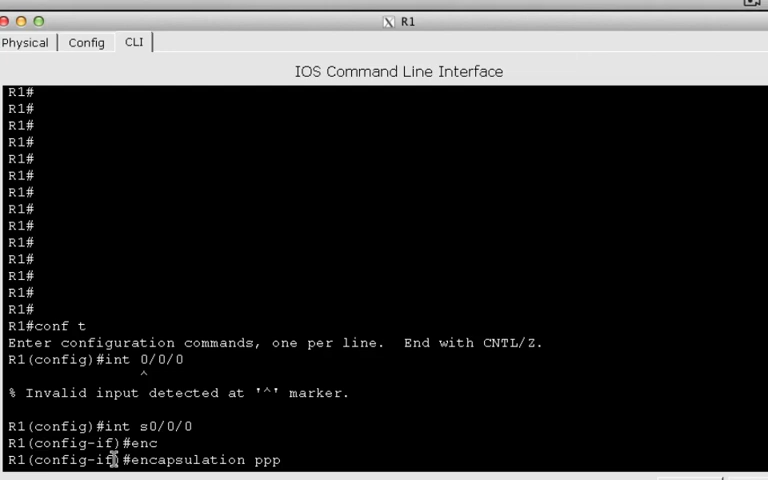 R1
Physical
Config
CLI
IOS Command Line Interface
R1#
R1#
R1#
R1#
R1#
R1#
R1#
R1#
R1#
R1#
R1#
R1#
R1#
R1#
R1#conf t
Enter configuration commands, one per line.  End with CNTL/Z.
R1(config)#int 0/0/0
^
% Invalid input detected at '^' marker.
R1(config)#int s0/0/0
R1(config-if)#enc
R1(config-if)#encapsulation ppp